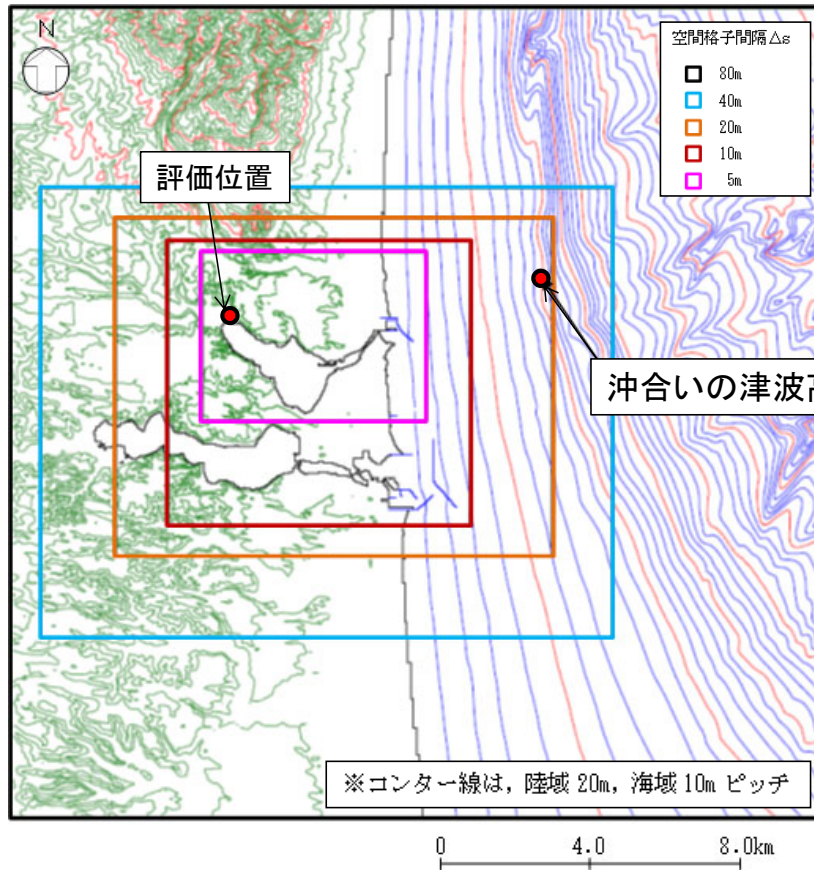 N
空間格子間隔Δs
80m
40m
20m
10m
5m
評価位置
沖合いの津波高
※コンター線は，陸域 20m，海域 10m ピッチ
0 4.0 8.0km